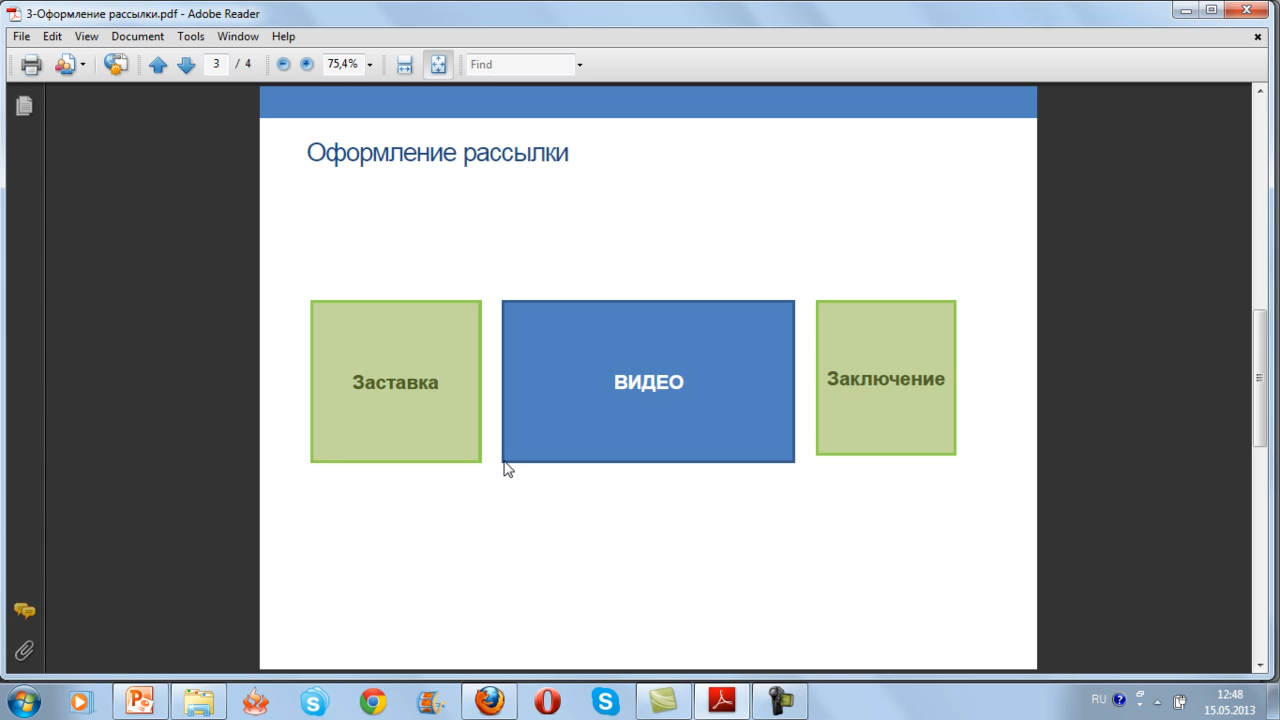 3-Оформление рассылки.pdf - Adobe Reader
File Edit View Document Tools Window Help
3 / 4 75,4% Find
Оформление рассылки
Заставка ВИДЕО Заключение
RU
12:48
15.05.2013